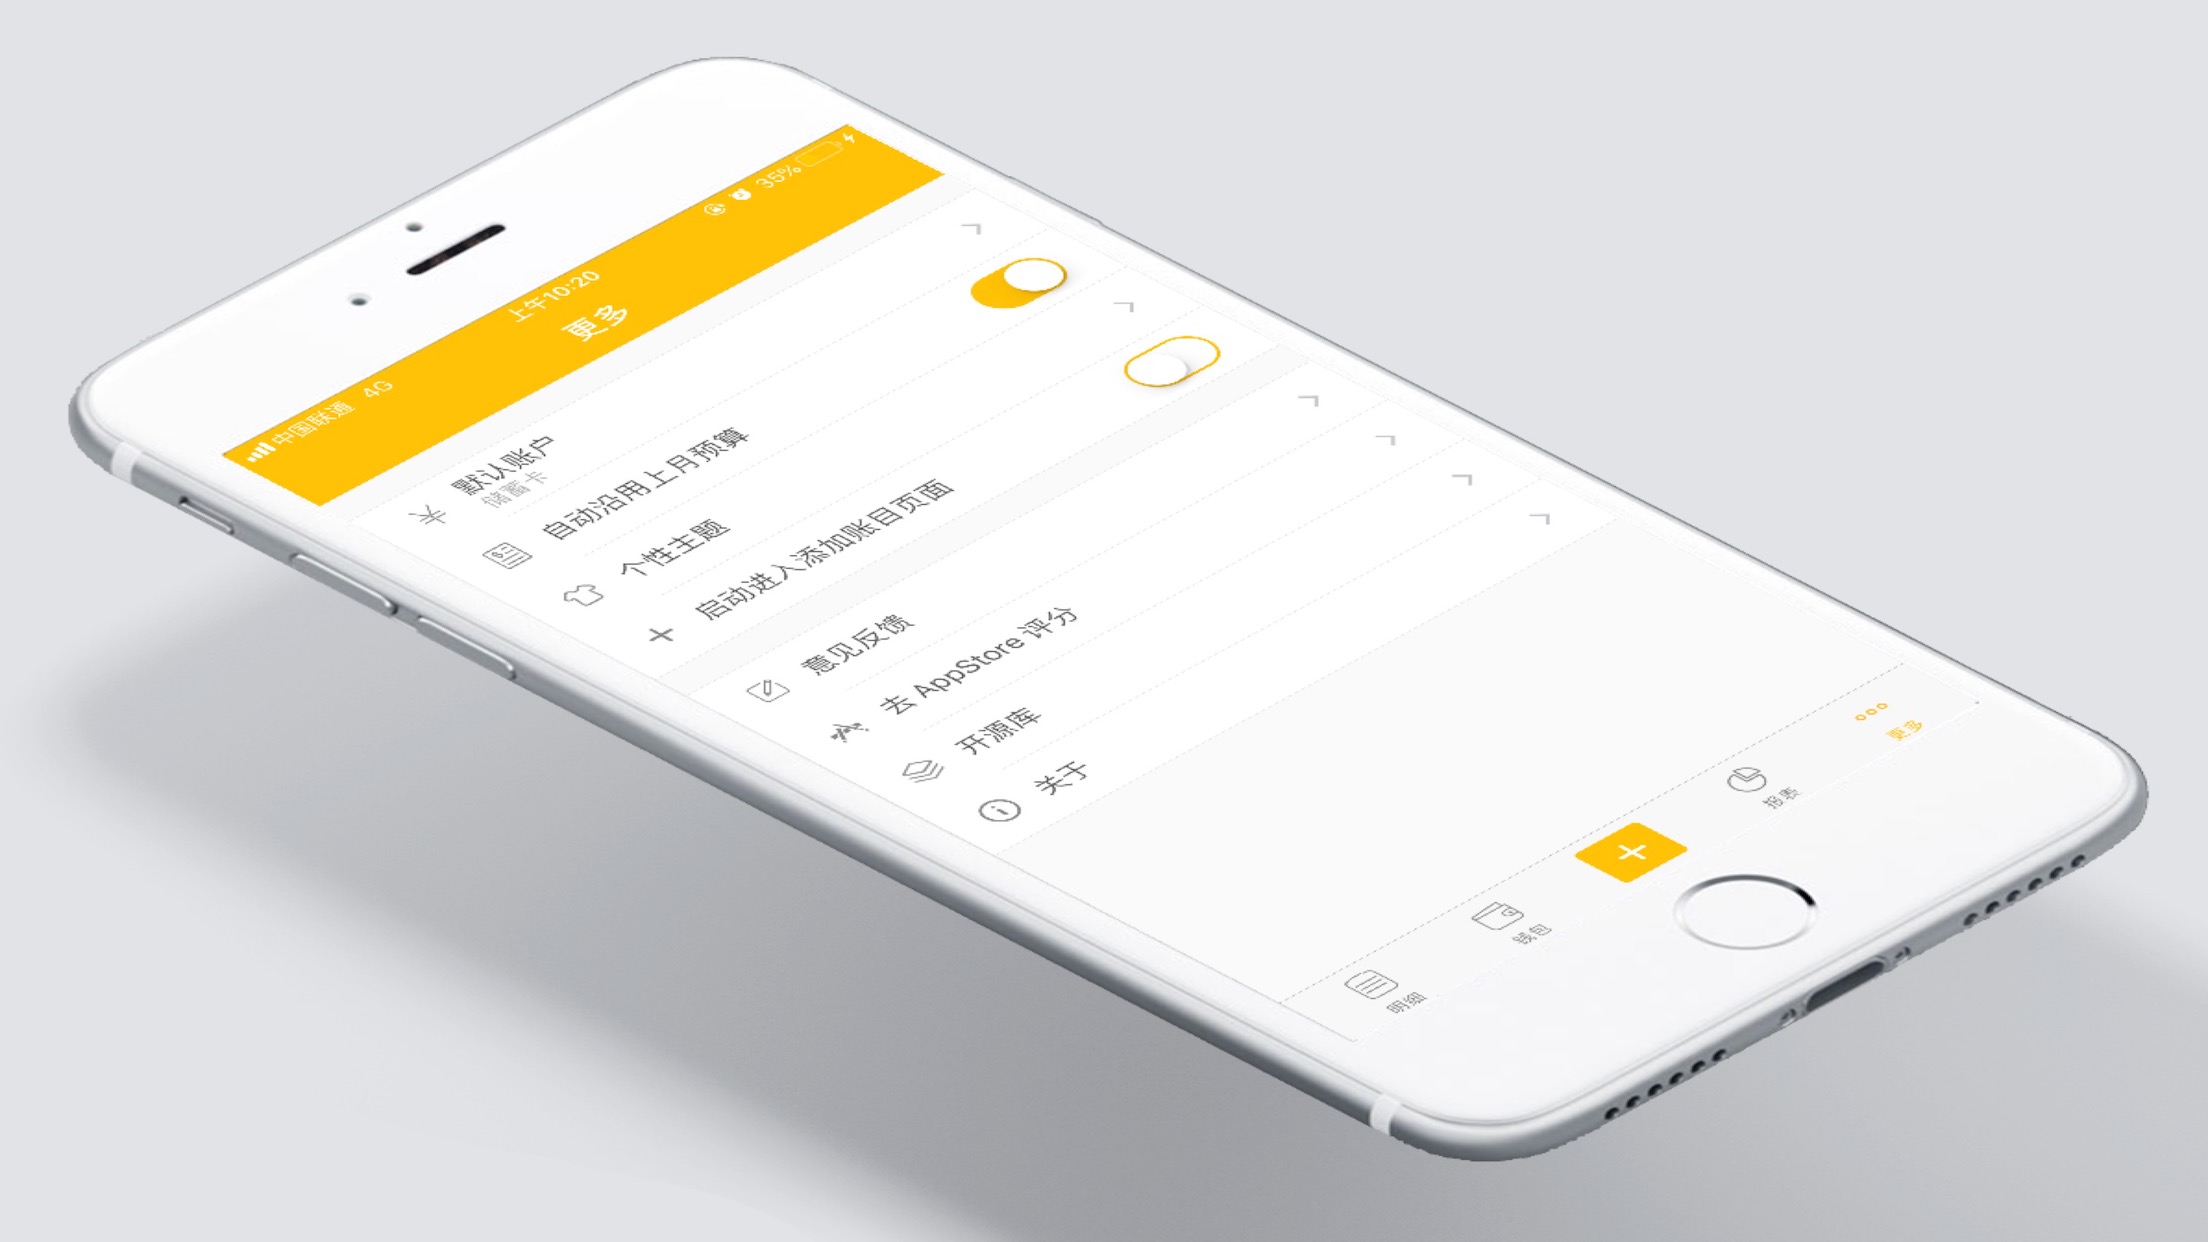 中国联通 4G 上午10:20 35%
更多
默认账户
储蓄卡
自动沿用上月预算
个性主题
启动进入添加账目页面
意见反馈
去 AppStore 评分
开源库
关于
明细 钱包 报表 更多